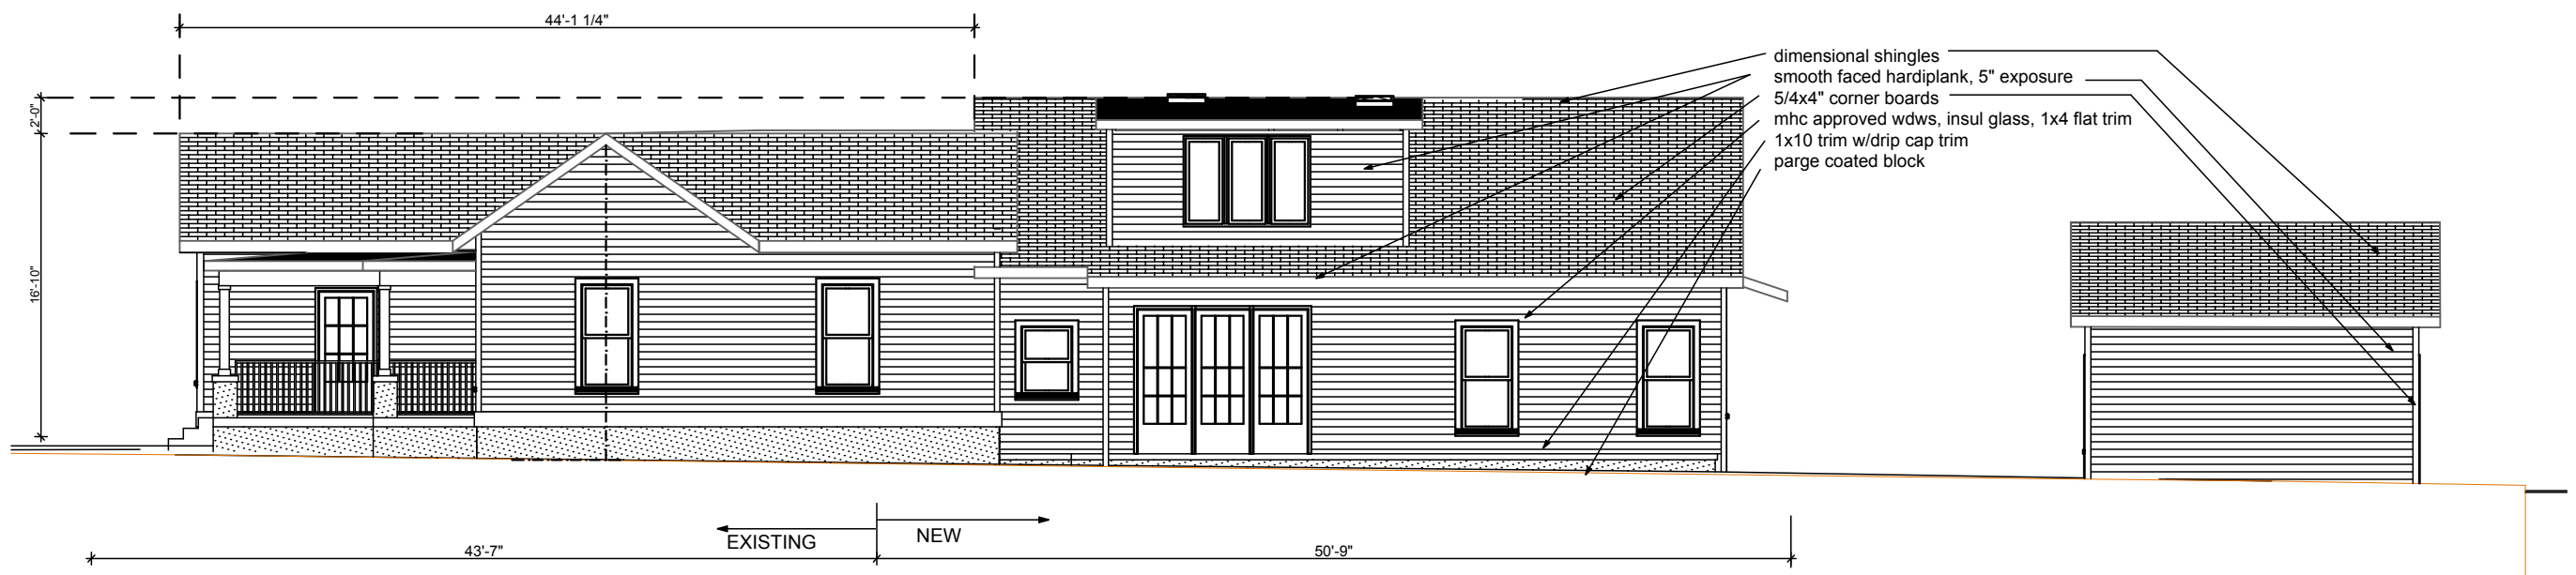 44'-1 1/4"
2'-0"
16'-10"
dimensional shingles
smooth faced hardiplank, 5" exposure
5/4x4" corner boards
mhc approved wdws, insul glass, 1x4 flat trim
1x10 trim w/drip cap trim
parge coated block
EXISTING
NEW
43'-7"
50'-9"